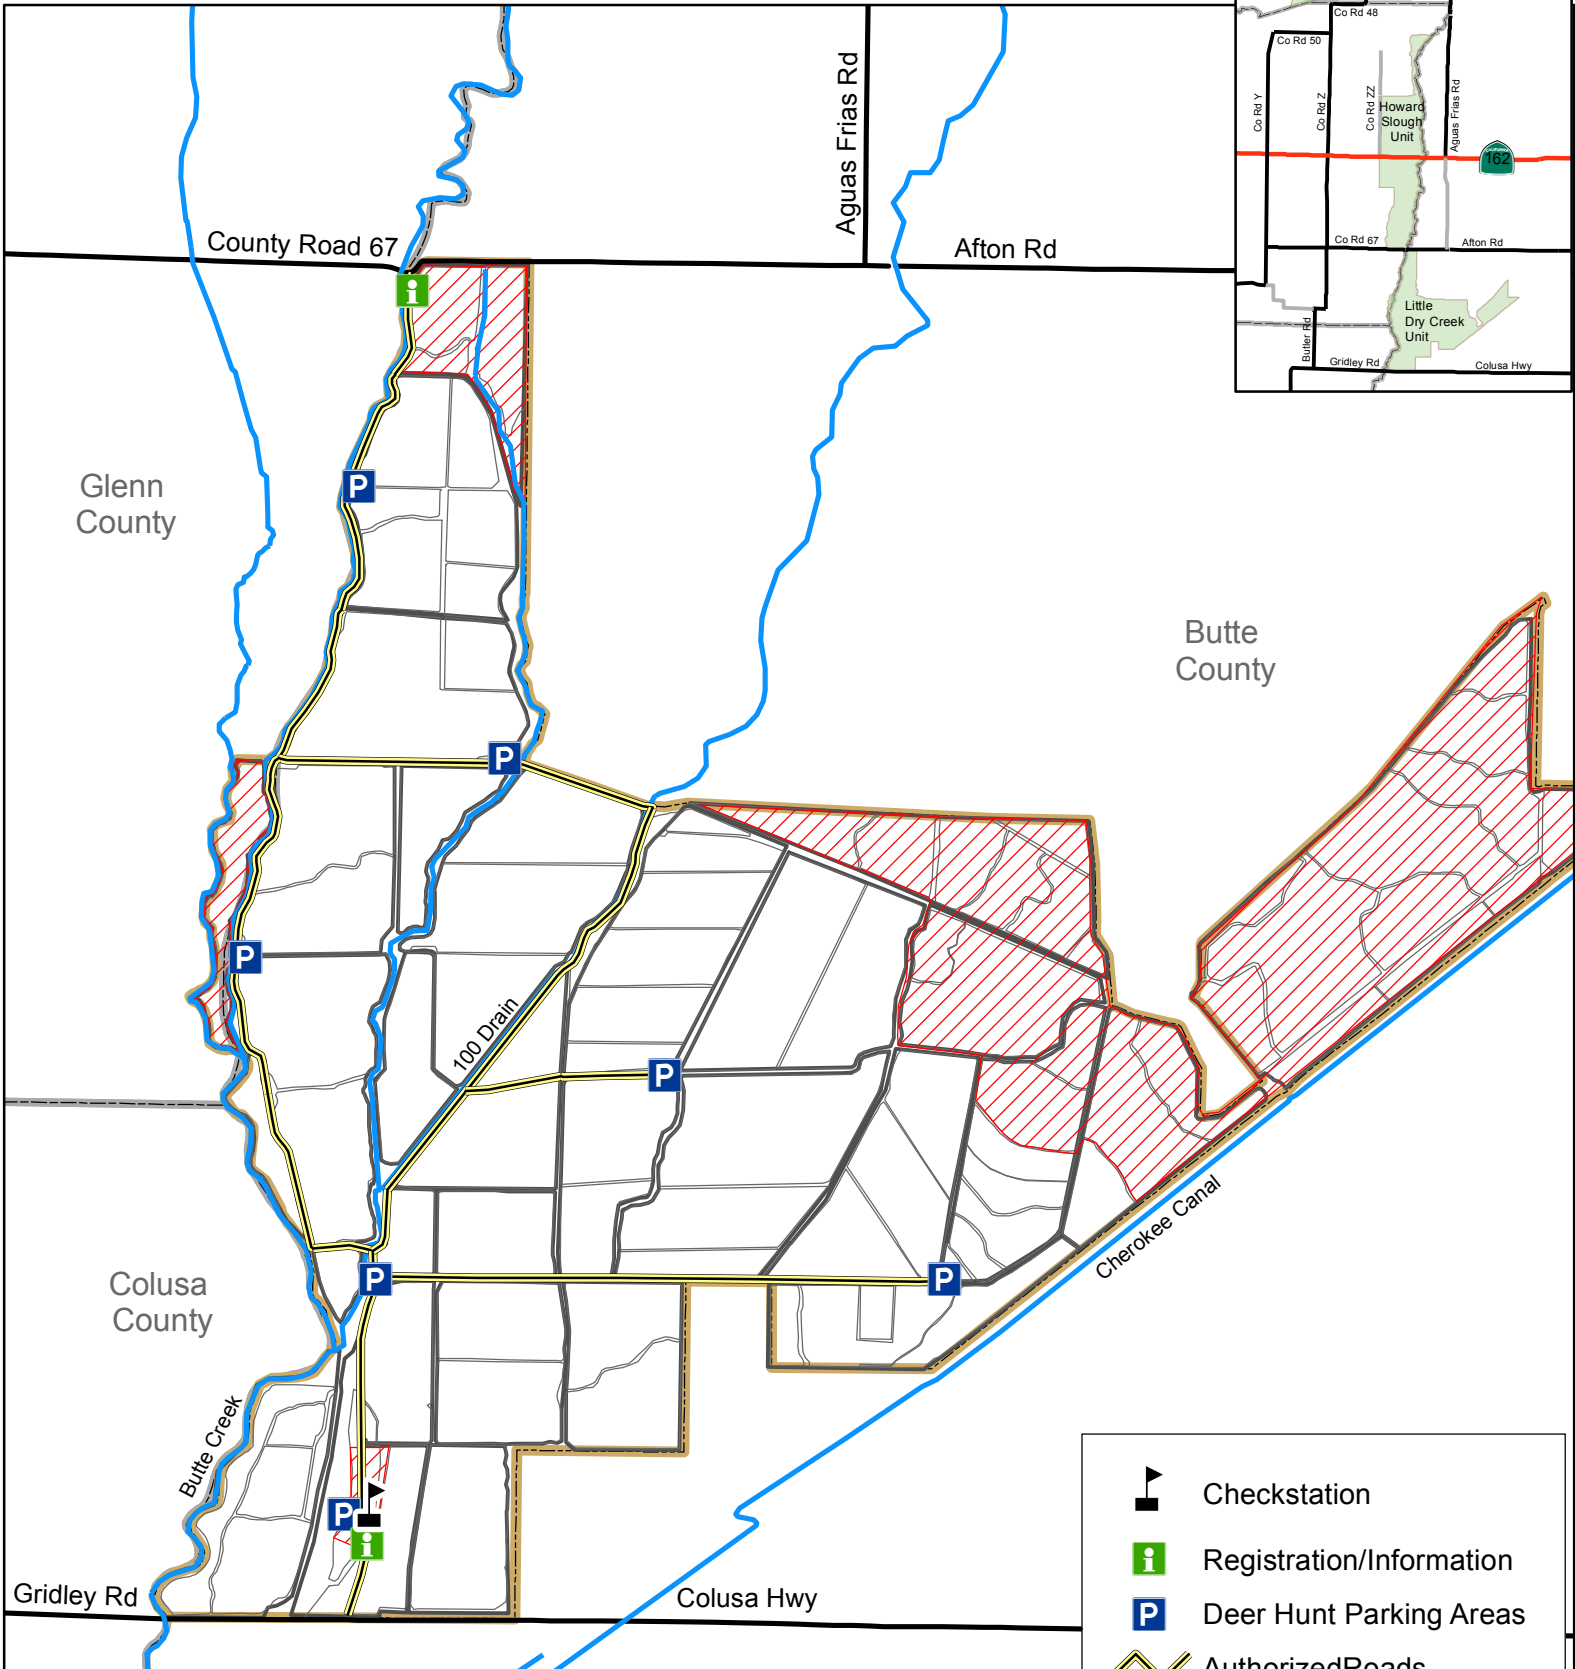 Co Rd 48
Co Rd 50
Co Rd Y
Co Rd Z
Co Rd ZZ
Aguas Frias Rd
Howard
Slough
Unit
CALIFORNIA
162
Co Rd 67
Afton Rd
Little
Dry Creek
Unit
Butler Rd
Gridley Rd
Colusa Hwy
Aguas Frias Rd
County Road 67
Afton Rd
i
Glenn
County
P
Butte
County
P
P
100 Drain
P
Cherokee Canal
Colusa
County
P
P
Butte Creek
P
i
Gridley Rd
Colusa Hwy
Checkstation
i Registration/Information
P Deer Hunt Parking Areas
AuthorizedRoads